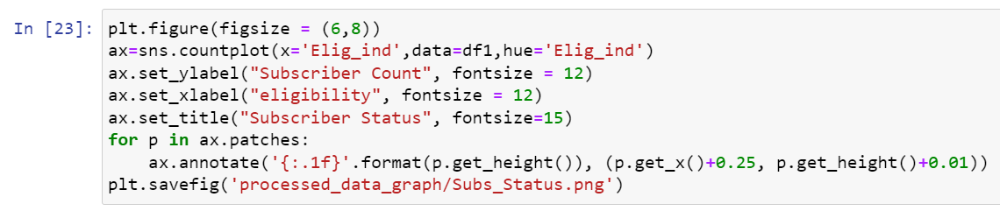 In [23]: plt.figure(figsize = (6,8))
ax=sns.countplot(x='Elig_ind',data=df1,hue='Elig_ind')
ax.set_ylabel("Subscriber Count", fontsize = 12)
ax.set_xlabel("eligibility", fontsize = 12)
ax.set_title("Subscriber Status", fontsize=15)
for p in ax.patches:
    ax.annotate('{:.1f}'.format(p.get_height()), (p.get_x()+0.25, p.get_height()+0.01))
plt.savefig('processed_data_graph/Subs_Status.png')